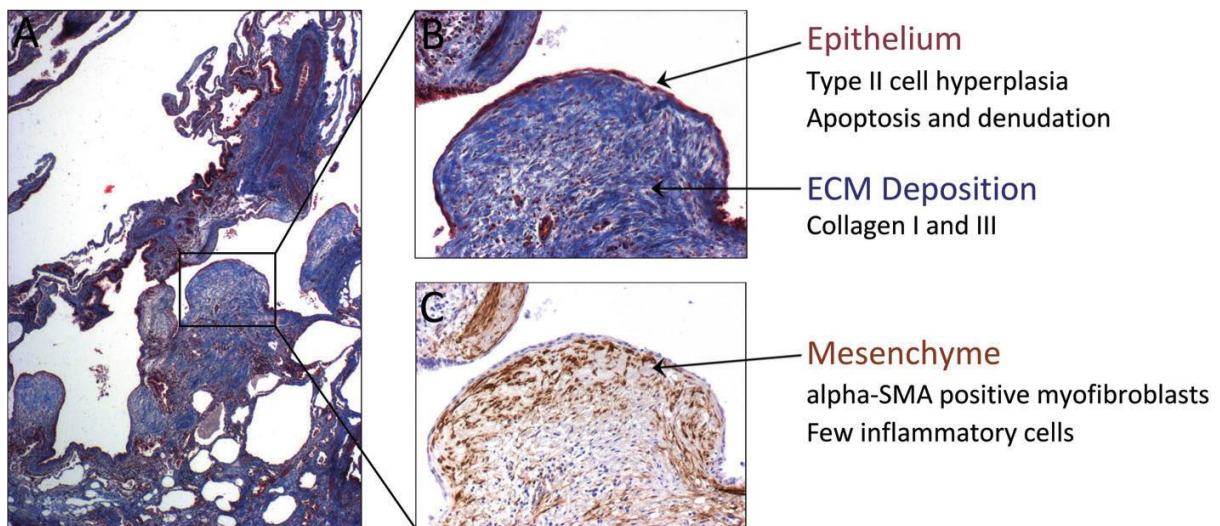 A
B
Epithelium
Type II cell hyperplasia
Apoptosis and denudation
ECM Deposition
Collagen I and III
C
Mesenchyme
alpha-SMA positive myofibroblasts
Few inflammatory cells